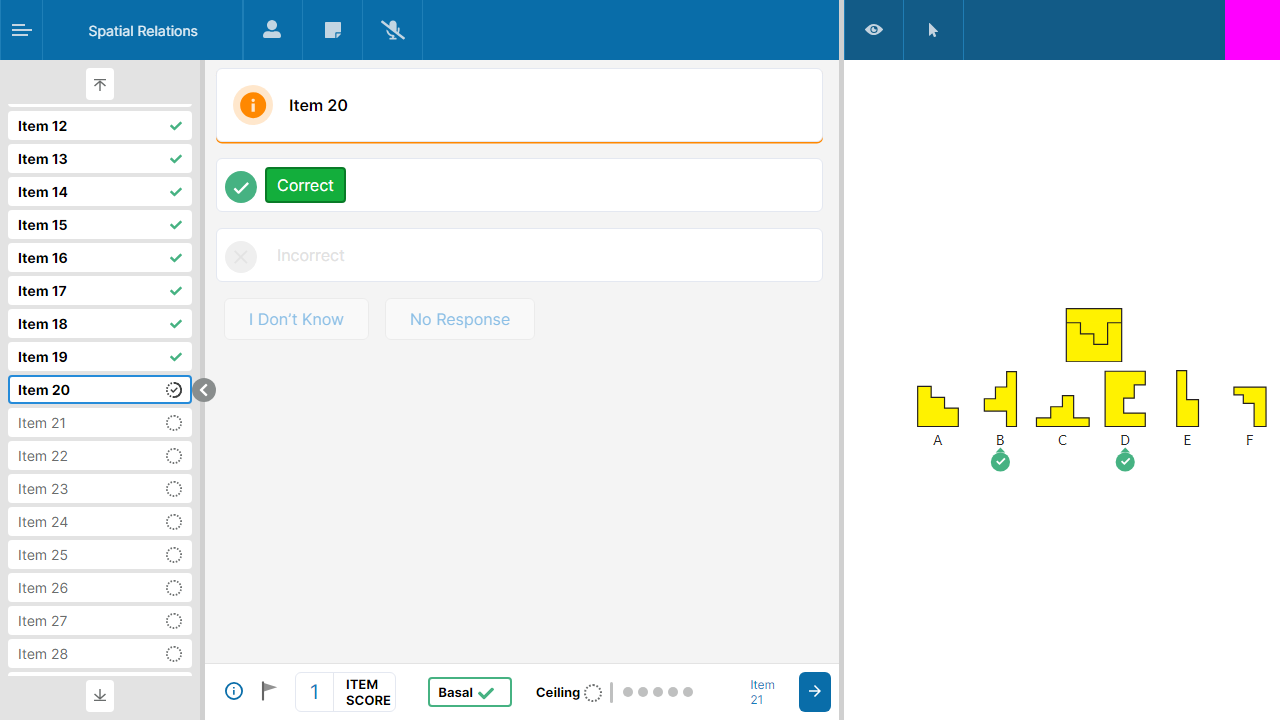 Spatial Relations
Item 12
Item 13
Item 14
Item 15
Item 16
Item 17
Item 18
Item 19
Item 20
Item 21
Item 22
Item 23
Item 24
Item 25
Item 26
Item 27
Item 28
Item 20
Correct
Incorrect
I Don't Know
No Response
1
ITEM
SCORE
Basal
Ceiling
Item
21
A B C D E F